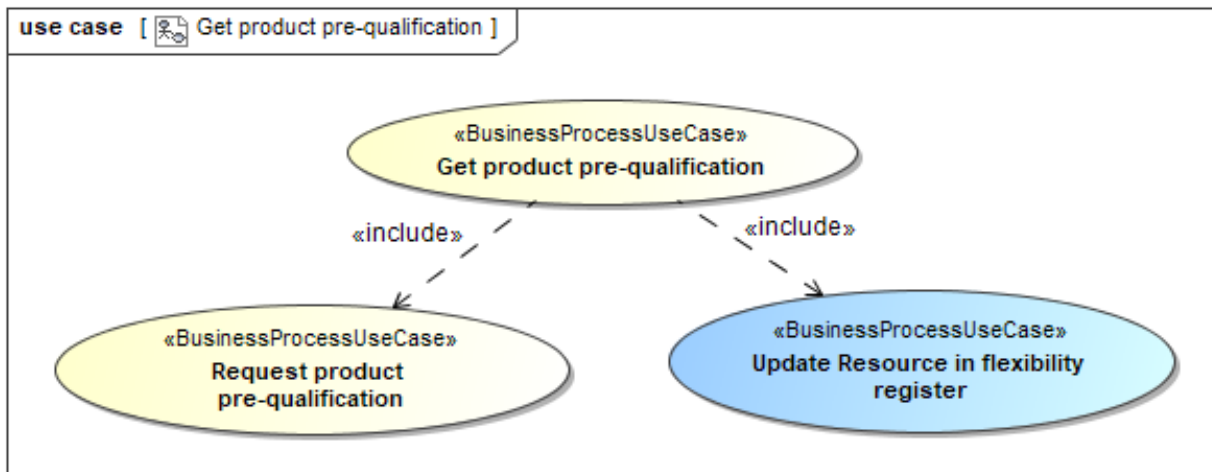 use case [ Get product pre-qualification ]
«BusinessProcessUseCase»
Get product pre-qualification
«include»
«include»
«BusinessProcessUseCase»
Request product
pre-qualification
«BusinessProcessUseCase»
Update Resource in flexibility
register